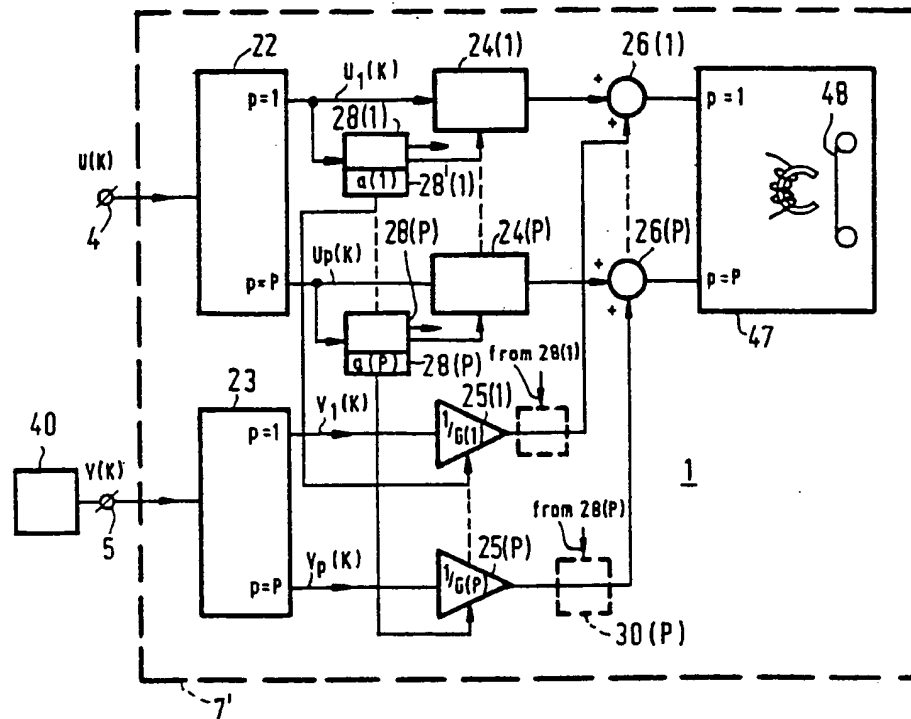 22
24(1)
26(1)
p=1
U₁(K)
28(1)
+
+
p=1
48
U(K)
4
a(1)
28'(1)
28(P)
24(P)
26(P)
p=P
Up(K)
+
+
p=P
47
a(P)
28(P)
from 28(1)
23
25(1)
40
p=1
V₁(K)
1/G(1)
V(K)
5
1
from 28(P)
25(P)
p=P
Vp(K)
1/G(P)
30(P)
7'